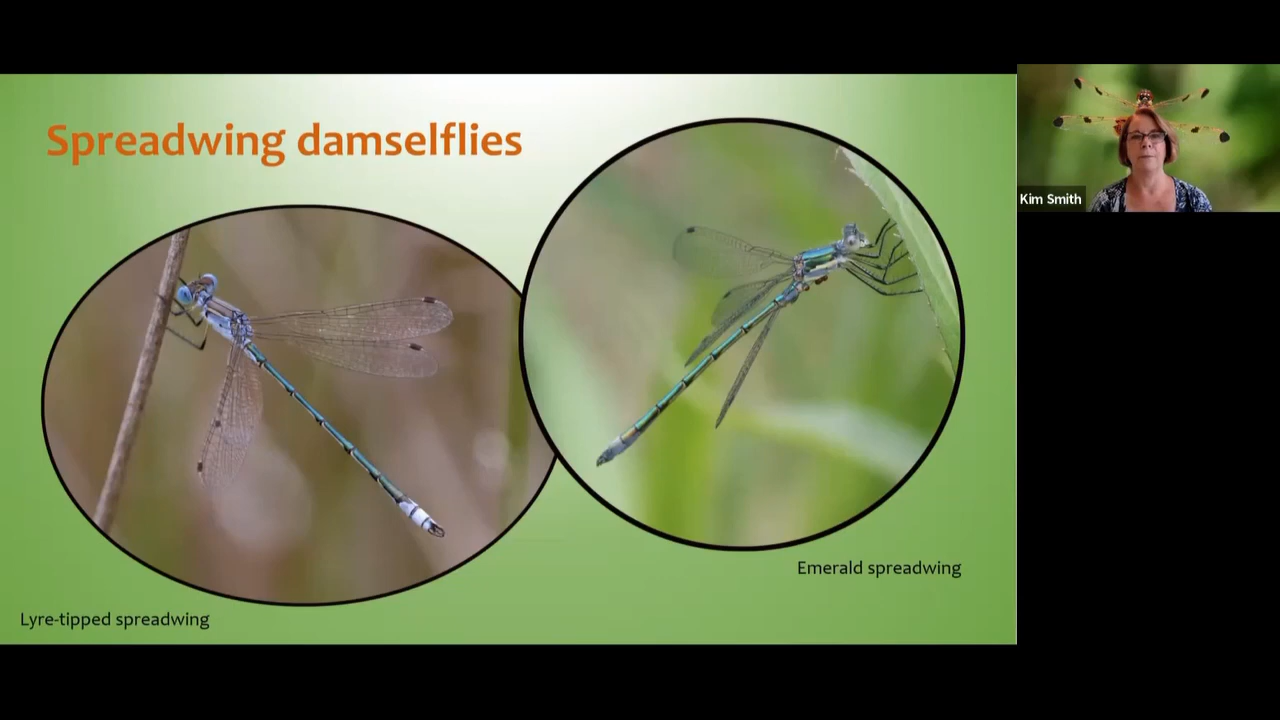 Spreadwing damselflies
Kim Smith
Emerald spreadwing
Lyre-tipped spreadwing